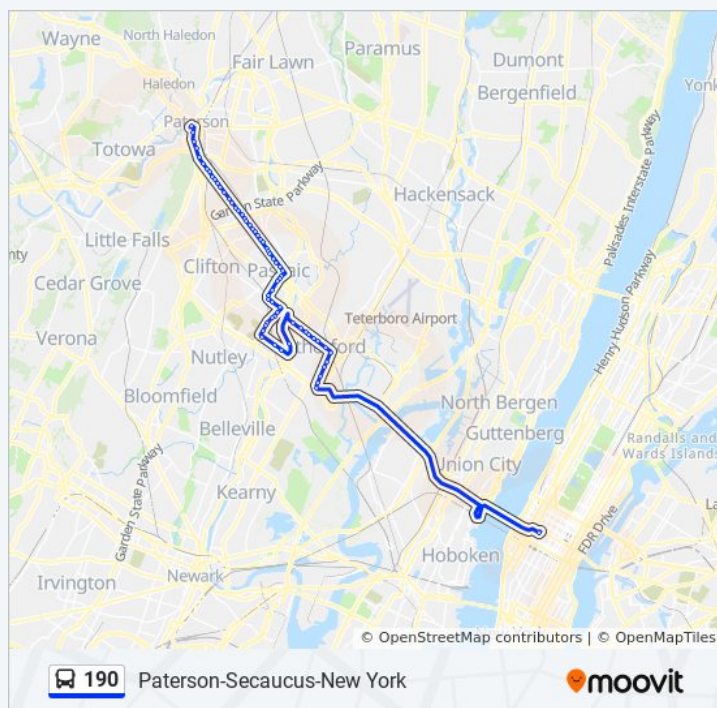 North Haledon
Wayne
Paramus
Dumont
Fair Lawn
Bergenfield
Haledon
Paterson
Totowa
Garden State Parkway
Hackensack
Palisades Interstate Parkway
Little Falls
Clifton
Passaic
Cedar Grove
Henry Hudson Parkway
Teterboro Airport
Verona
Nutley
North Bergen
Bloomfield
Guttenberg
Randalls and
Wards Islands
Belleville
Union City
Garden State Parkway
Kearny
FDR Drive
Hoboken
Newark
Irvington
© OpenStreetMap contributors | © OpenMapTiles
190 Paterson-Secaucus-New York
moovit